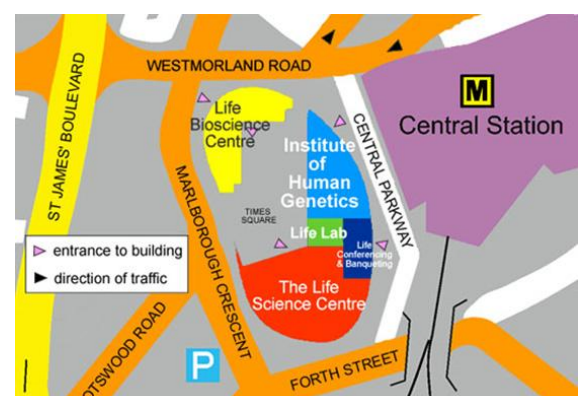 WESTMORLAND ROAD
ST JAMES' BOULEVARD
Life
Bioscience
Centre
M
Central Station
CENTRAL PARKWAY
Institute
of
Human
Genetics
MARLBOROUGH CRESCENT
TIMES
SQUARE
Life Lab
Life
Conferencing
& Banqueting
entrance to building
direction of traffic
The Life
Science Centre
OTSWOOD ROAD
P
FORTH STREET